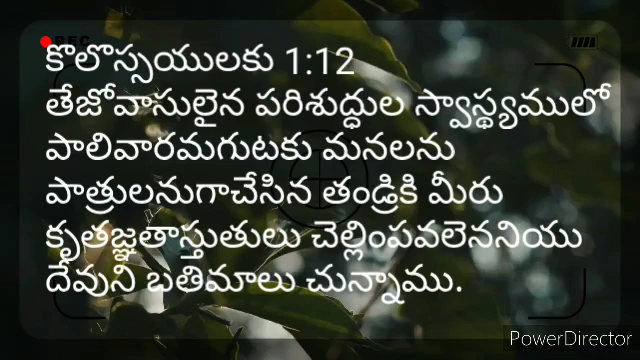 REC
కొలొస్సయులకు 1:12
తేజోవాసులైన పరిశుద్ధుల స్వాస్థ్యములో
పాలివారమగుటకు మనలను
పాత్రులనుగాచేసిన తండ్రికి మీరు
కృతజ్ఞతాస్తుతులు చెల్లింపవలెననియు
దేవుని బతిమాలు చున్నాము.
PowerDirector